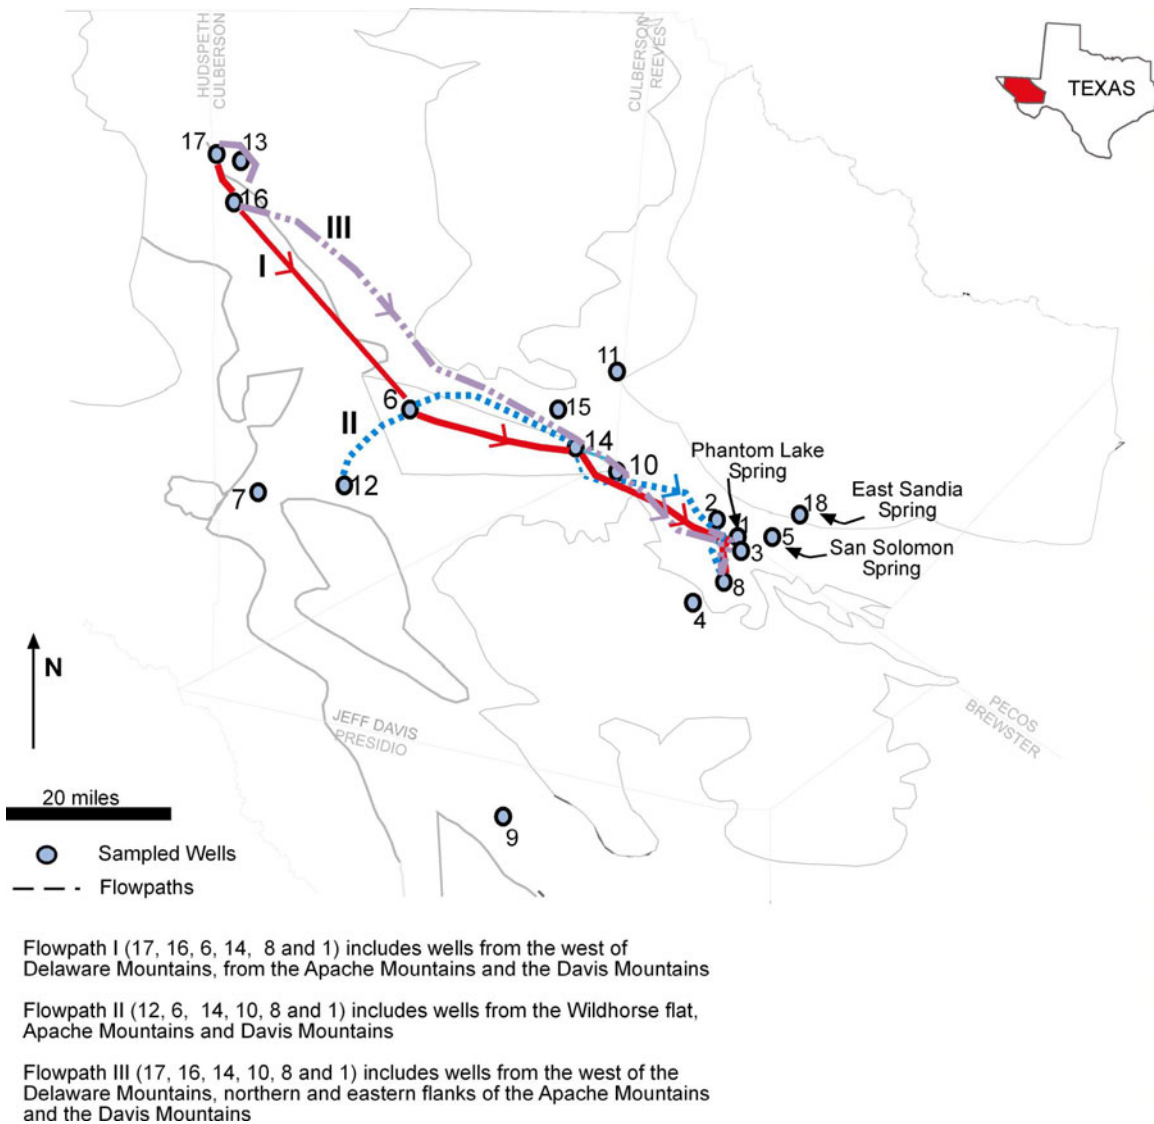 HUDSPETH
CULBERSON
CULBERSON
REEVES
TEXAS
17
13
16
III
I
11
6
15
II
14
Phantom Lake
Spring
10
12
7
2
1
18
East Sandia
Spring
5
3
San Solomon
Spring
8
4
N
JEFF DAVIS
PRESIDIO
PECOS
BREWSTER
20 miles
9
Sampled Wells
Flowpaths
Flowpath I (17, 16, 6, 14,  8 and 1) includes wells from the west of
Delaware Mountains, from the Apache Mountains and the Davis Mountains
Flowpath II (12, 6,  14, 10, 8 and 1) includes wells from the Wildhorse flat,
Apache Mountains and Davis Mountains
Flowpath III (17, 16, 14, 10, 8 and 1) includes wells from the west of the
Delaware Mountains, northern and eastern flanks of the Apache Mountains
and the Davis Mountains